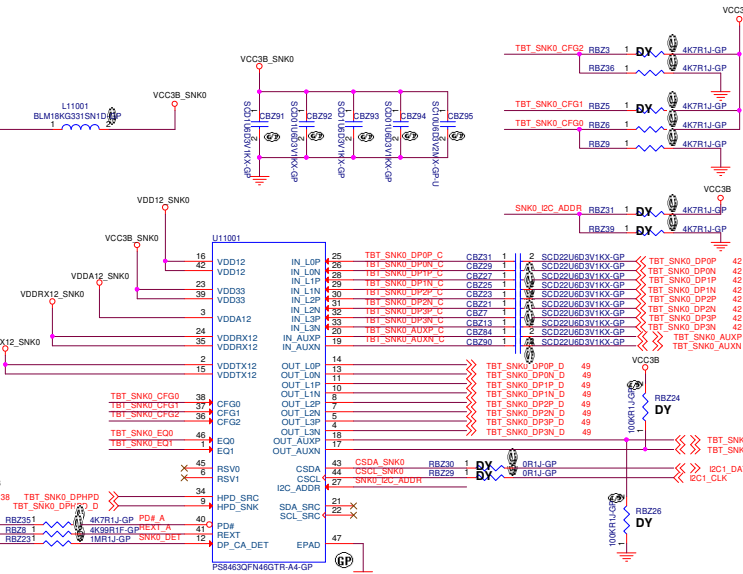 VCC3
VCC3B_SNK0
TBT_SNK0_CFG2 RBZ3 1 DY 4K7R1J-GP
RBZ36 1 4K7R1J-GP
VCC3B_SNK0
L11001
BLM18KG331SN1D-GP
1 2
TBT_SNK0_CFG1 RBZ5 1 DY 4K7R1J-GP
TBT_SNK0_CFG0 RBZ6 1 4K7R1J-GP
RBZ9 1 4K7R1J-GP
CBZ91 CBZ92 CBZ93 CBZ94 CBZ95
VCC3B
VDD12_SNK0
SNK0_I2C_ADDR RBZ31 1 DY 4K7R1J-GP
RBZ39 1 4K7R1J-GP
VCC3B_SNK0
U11001
VDDA12_SNK0
VDDRX12_SNK0
X12_SNK0
16 VDD12
42 VDD12
23 VDD33
39 VDD33
3 VDDA12
24 VDDRX12
35 VDDRX12
2 VDDTX12
15 VDDTX12
TBT_SNK0_CFG0 38 CFG0
TBT_SNK0_CFG1 37 CFG1
TBT_SNK0_CFG2 36 CFG2
TBT_SNK0_EQ0 46 EQ0
TBT_SNK0_EQ1 1 EQ1
45 RSV0
6 RSV1
38 TBT_SNK0_DPHPD 34 HPD_SRC
9 HPD_SNK
RBZ35 1 4K7R1J-GP PD#_A 40 PD#
RBZ8 1 4K99R1F-GP REXT_A 41 REXT
RBZ23 1 1MR1J-GP SNK0_DET 12 DP_CA_DET
IN_L0P 25 TBT_SNK0_DP0P_C CBZ31 1 2 SCD22U6D3V1KX-GP TBT_SNK0_DP0P 42
IN_L0N 26 TBT_SNK0_DP0N_C CBZ29 1 SCD22U6D3V1KX-GP TBT_SNK0_DP0N 42
IN_L1P 28 TBT_SNK0_DP1P_C CBZ27 1 SCD22U6D3V1KX-GP TBT_SNK0_DP1P 42
IN_L1N 29 TBT_SNK0_DP1N_C CBZ25 1 SCD22U6D3V1KX-GP TBT_SNK0_DP1N 42
IN_L2P 30 TBT_SNK0_DP2P_C CBZ23 1 SCD22U6D3V1KX-GP TBT_SNK0_DP2P 42
IN_L2N 31 TBT_SNK0_DP2N_C CBZ21 1 SCD22U6D3V1KX-GP TBT_SNK0_DP2N 42
IN_L3P 32 TBT_SNK0_DP3P_C CBZ7 1 SCD22U6D3V1KX-GP TBT_SNK0_DP3P 42
IN_L3N 33 TBT_SNK0_DP3N_C CBZ13 1 SCD22U6D3V1KX-GP TBT_SNK0_DP3N 42
IN_AUXP 20 TBT_SNK0_AUXP_C CBZ84 1 SCD22U6D3V1KX-GP TBT_SNK0_AUXP
IN_AUXN 19 TBT_SNK0_AUXN_C CBZ90 1 SCD22U6D3V1KX-GP TBT_SNK0_AUXN
OUT_L0P 14 TBT_SNK0_DP0P_D 49
OUT_L0N 13 TBT_SNK0_DP0N_D 49
OUT_L1P 11 TBT_SNK0_DP1P_D 49
OUT_L1N 10 TBT_SNK0_DP1N_D 49
OUT_L2P 8 TBT_SNK0_DP2P_D 49
OUT_L2N 7 TBT_SNK0_DP2N_D 49
OUT_L3P 5 TBT_SNK0_DP3P_D 49
OUT_L3N 4 TBT_SNK0_DP3N_D 49
OUT_AUXP 18 TBT_SNK
OUT_AUXN 17 TBT_SNK
VCC3B
100KR1J-GP
RBZ24
DY
CSDA 43 CSDA_SNK0 RBZ30 1 DY 0R1J-GP I2C1_DA
CSCL 44 CSCL_SNK0 RBZ29 1 DY 0R1J-GP I2C1_CLK
I2C_ADDR 27 SNK0_I2C_ADDR
SDA_SRC 21
SCL_SRC 22
100KR1J-GP
RBZ26
DY
EPAD 47
GP
PS8463QFN46GTR-A4-GP